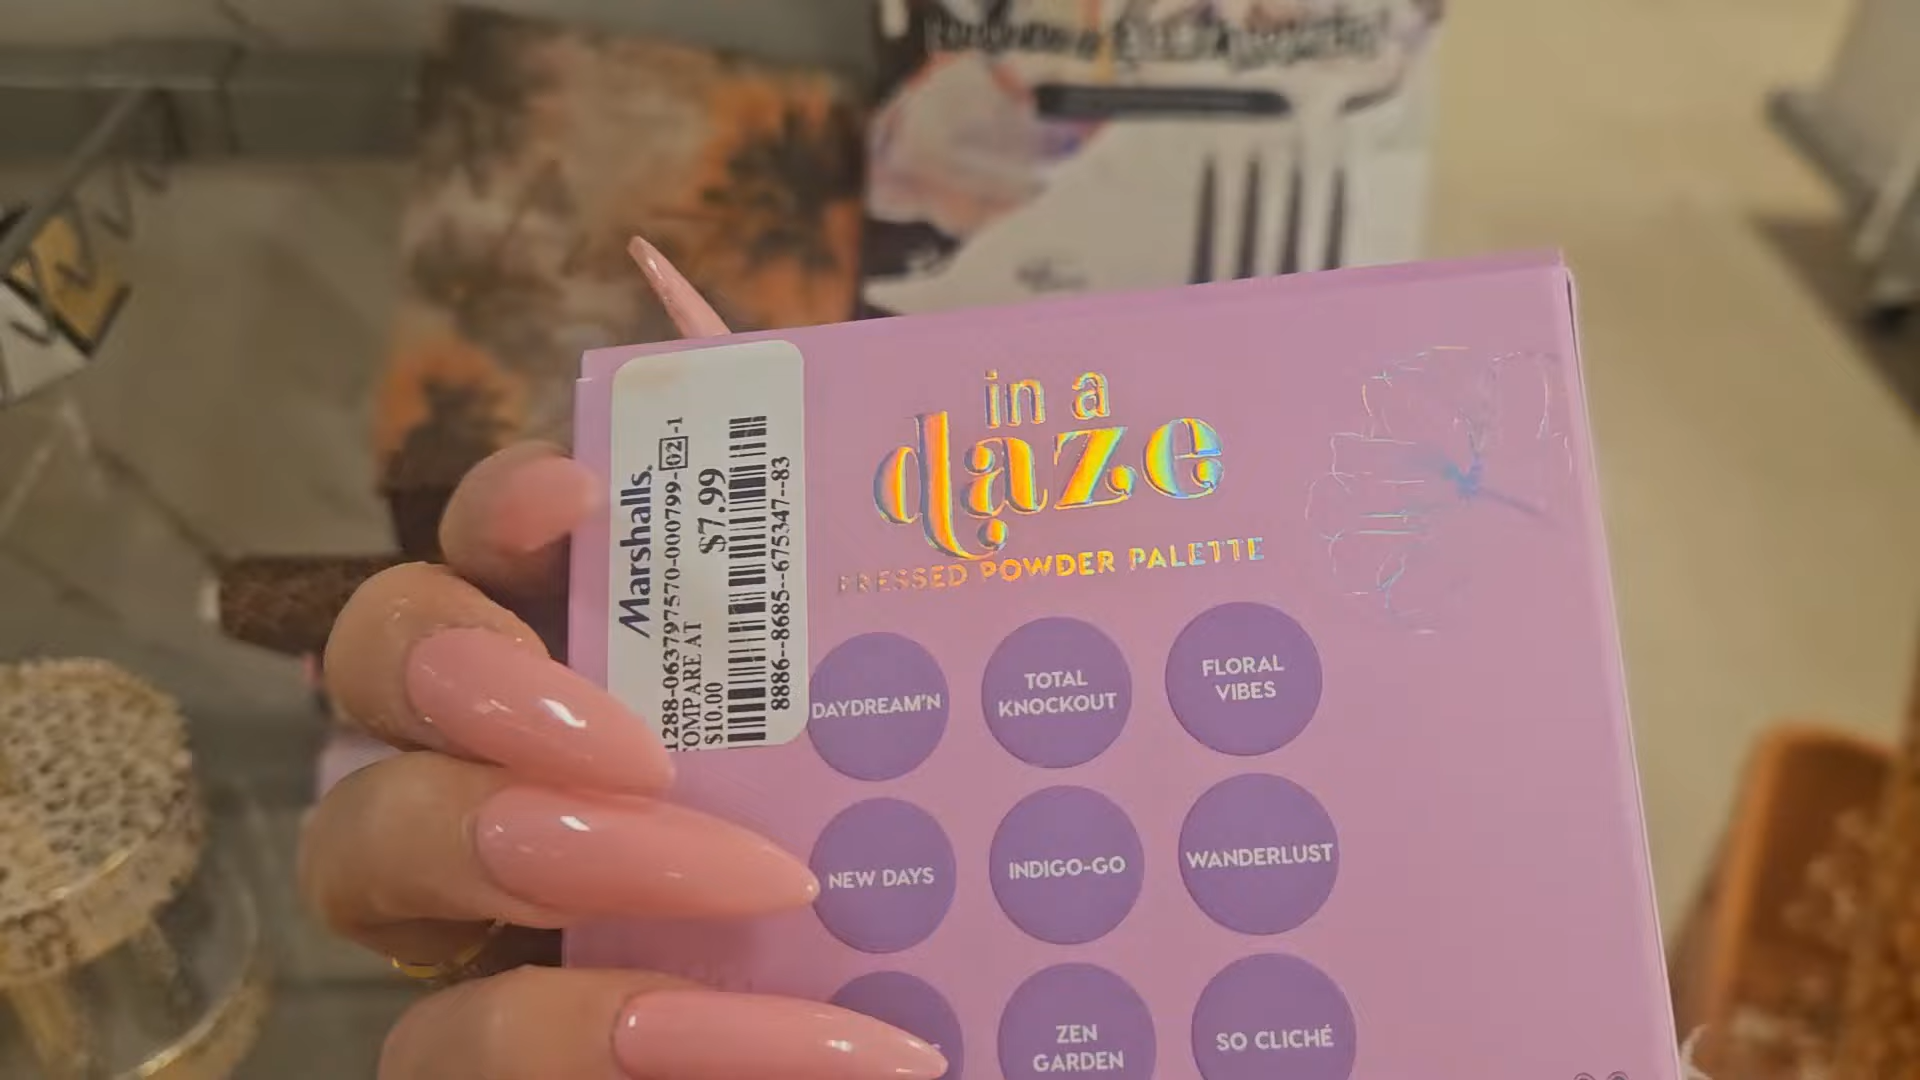 in a
daze
PRESSED POWDER PALETTE
Marshalls.
1288-063797570-000799-02-1
COMPARE AT
$7.99
$10.00
8886--8685--675347--83
DAYDREAM'N
TOTAL
KNOCKOUT
FLORAL
VIBES
NEW DAYS
INDIGO-GO
WANDERLUST
ZEN
GARDEN
SO CLICHÉ